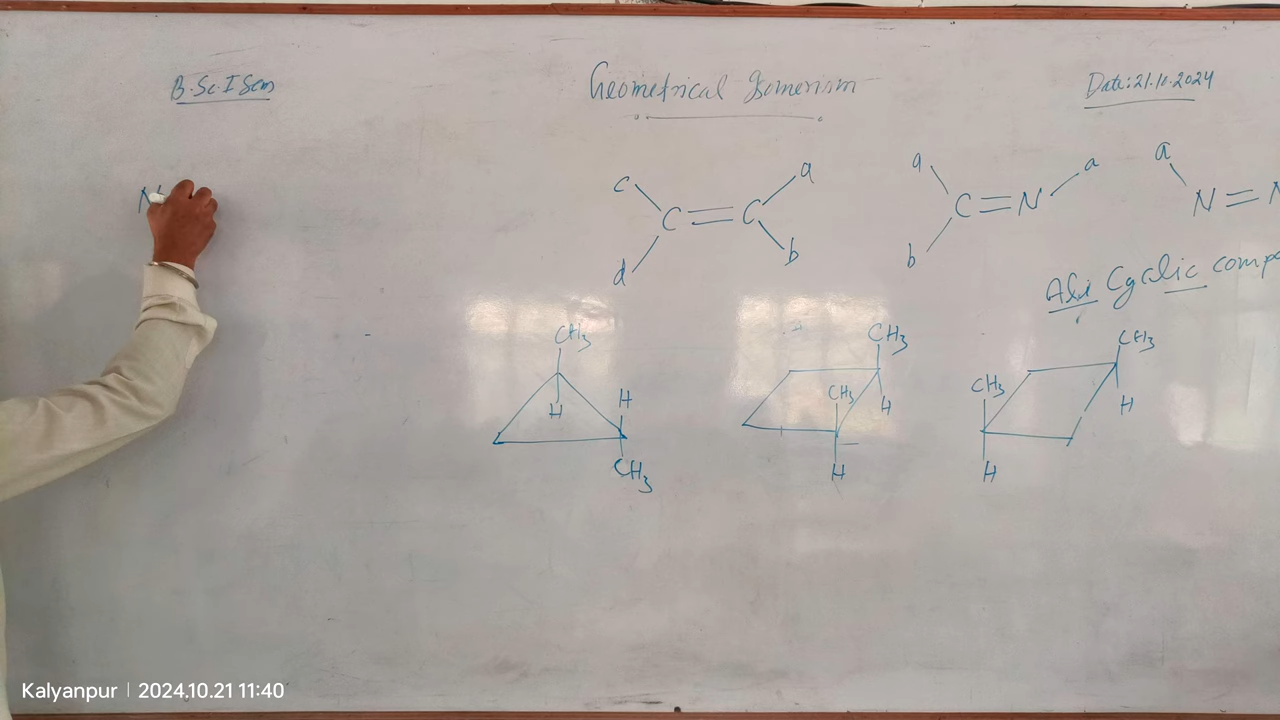 B.Sc. I Sem
Geometrical Isomerism
Date: 21.10.2024
c a
C = C
d b
a a
C = N
b
a
N = N
Ali Cyclic comp
CH3
H H
CH3
CH3
CH3
H
H
CH3
CH3
H
H
N
Kalyanpur | 2024.10.21 11:40